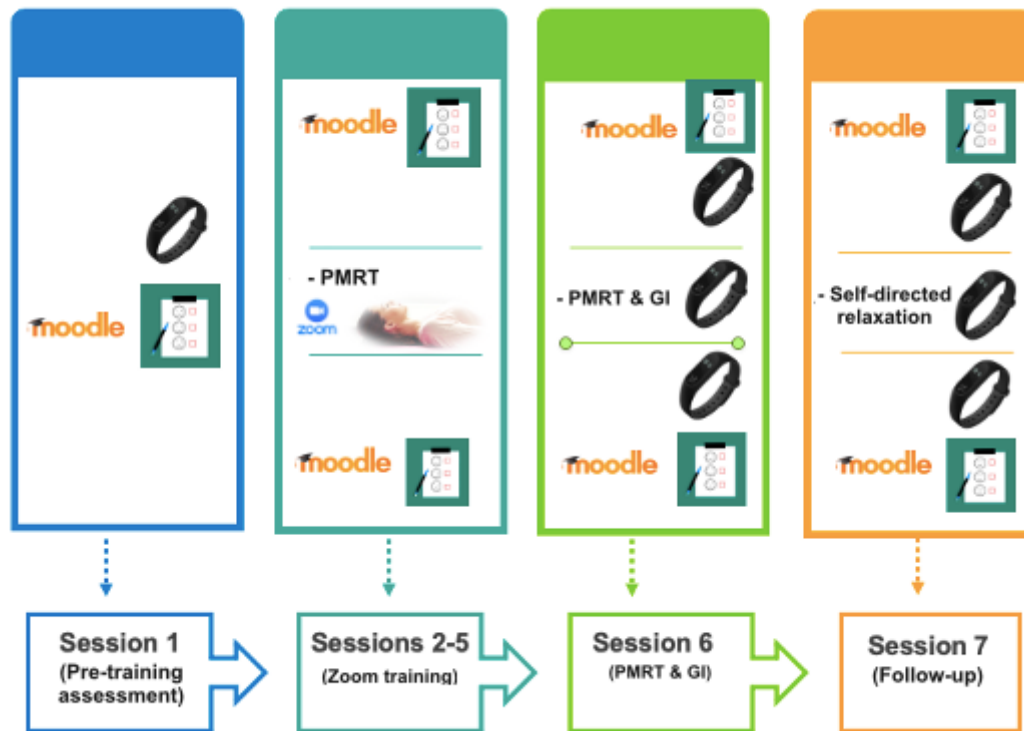 moodle
moodle
- PMRT
zoom
moodle
moodle
- PMRT & GI
moodle
moodle
- Self-directed
relaxation
moodle
Session 1
(Pre-training
assessment)
Sessions 2-5
(Zoom training)
Session 6
(PMRT & GI)
Session 7
(Follow-up)